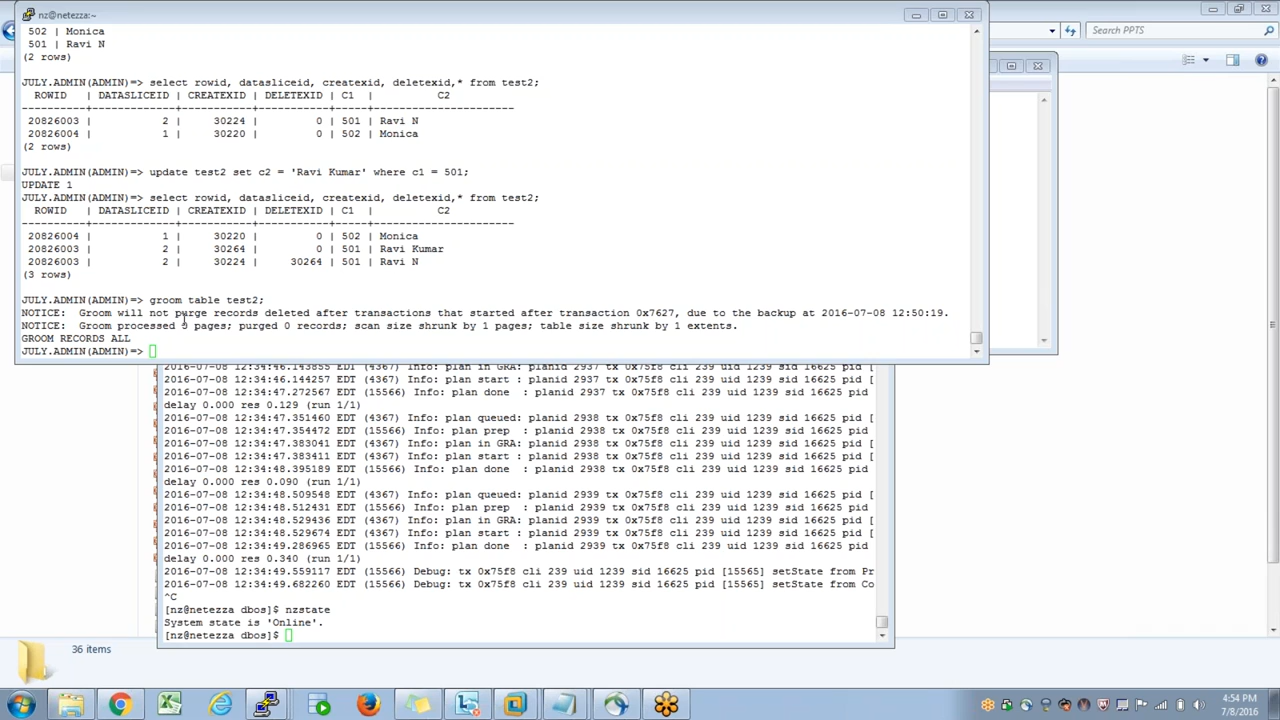 nz@netezza:~
Search PPTS
502 | Monica
501 | Ravi N
(2 rows)
JULY.ADMIN(ADMIN)=> select rowid, datasliceid, createxid, deletexid,* from test2;
ROWID | DATASLICEID | CREATEXID | DELETEXID | C1 | C2
----------+-------------+-----------+-----------+-----+----------------------
20826003 | 2 | 30224 | 0 | 501 | Ravi N
20826004 | 1 | 30220 | 0 | 502 | Monica
(2 rows)
JULY.ADMIN(ADMIN)=> update test2 set c2 = 'Ravi Kumar' where c1 = 501;
UPDATE 1
JULY.ADMIN(ADMIN)=> select rowid, datasliceid, createxid, deletexid,* from test2;
ROWID | DATASLICEID | CREATEXID | DELETEXID | C1 | C2
----------+-------------+-----------+-----------+-----+----------------------
20826004 | 1 | 30220 | 0 | 502 | Monica
20826003 | 2 | 30264 | 0 | 501 | Ravi Kumar
20826003 | 2 | 30224 | 30264 | 501 | Ravi N
(3 rows)
JULY.ADMIN(ADMIN)=> groom table test2;
NOTICE: Groom will not purge records deleted after transactions that started after transaction 0x7627, due to the backup at 2016-07-08 12:50:19.
NOTICE: Groom processed pages; purged 0 records; scan size shrunk by 1 pages; table size shrunk by 1 extents.
GROOM RECORDS ALL
JULY.ADMIN(ADMIN)=>
2016-07-08 12:34:46.143855 EDT (4367) Info: plan in GRA: planid 2937 tx 0x75f8 cli 239 uid 1239 sid 16625 pid [
2016-07-08 12:34:46.144257 EDT (4367) Info: plan start : planid 2937 tx 0x75f8 cli 239 uid 1239 sid 16625 pid [
2016-07-08 12:34:47.272567 EDT (15566) Info: plan done : planid 2937 tx 0x75f8 cli 239 uid 1239 sid 16625 pid
delay 0.000 res 0.129 (run 1/1)
2016-07-08 12:34:47.351460 EDT (4367) Info: plan queued: planid 2938 tx 0x75f8 cli 239 uid 1239 sid 16625 pid [
2016-07-08 12:34:47.354472 EDT (4367) Info: plan prep : planid 2938 tx 0x75f8 cli 239 uid 1239 sid 16625 pid [
2016-07-08 12:34:47.383041 EDT (4367) Info: plan in GRA: planid 2938 tx 0x75f8 cli 239 uid 1239 sid 16625 pid [
2016-07-08 12:34:47.383411 EDT (4367) Info: plan start : planid 2938 tx 0x75f8 cli 239 uid 1239 sid 16625 pid [
2016-07-08 12:34:48.395189 EDT (15566) Info: plan done : planid 2938 tx 0x75f8 cli 239 uid 1239 sid 16625 pid
delay 0.000 res 0.090 (run 1/1)
2016-07-08 12:34:48.509548 EDT (4367) Info: plan queued: planid 2939 tx 0x75f8 cli 239 uid 1239 sid 16625 pid [
2016-07-08 12:34:48.512431 EDT (4367) Info: plan prep : planid 2939 tx 0x75f8 cli 239 uid 1239 sid 16625 pid [
2016-07-08 12:34:48.529436 EDT (4367) Info: plan in GRA: planid 2939 tx 0x75f8 cli 239 uid 1239 sid 16625 pid [
2016-07-08 12:34:48.529674 EDT (4367) Info: plan start : planid 2939 tx 0x75f8 cli 239 uid 1239 sid 16625 pid [
2016-07-08 12:34:49.286965 EDT (15566) Info: plan done : planid 2939 tx 0x75f8 cli 239 uid 1239 sid 16625 pid
delay 0.000 res 0.340 (run 1/1)
2016-07-08 12:34:49.559117 EDT (15566) Debug: tx 0x75f8 cli 239 uid 1239 sid 16625 pid [15565] setState from Pr
2016-07-08 12:34:49.682260 EDT (15566) Debug: tx 0x75f8 cli 239 uid 1239 sid 16625 pid [15565] setState from Co
^C
[nz@netezza dbos]$ nzstate
System state is 'Online'.
[nz@netezza dbos]$
36 items
4:54 PM
7/8/2016